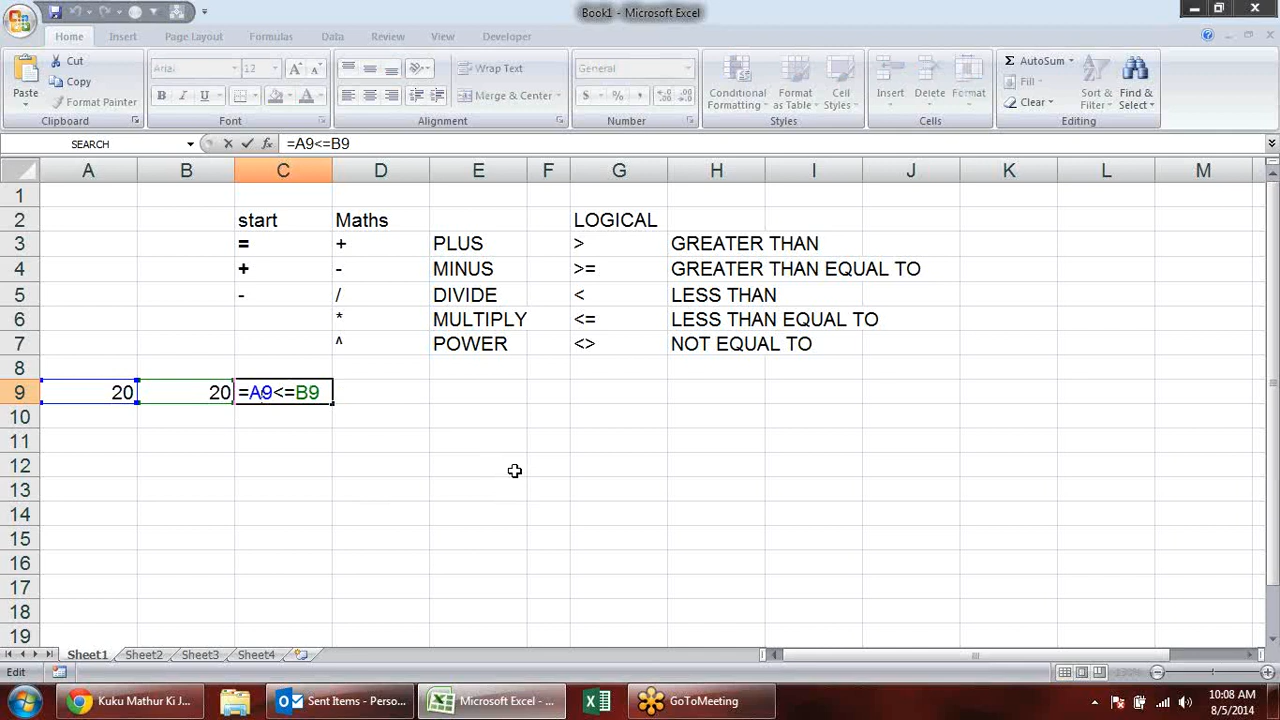 Book1 - Microsoft Excel
Home Insert Page Layout Formulas Data Review View Developer
Paste Cut Copy Format Painter Clipboard
Arial 12 B I U A Font
Wrap Text Merge & Center Alignment
General $ % , Number
Conditional Formatting Format as Table Cell Styles Styles
Insert Delete Format Cells
AutoSum Fill Clear Sort & Filter Find & Select Editing
SEARCH fx =A9<=B9
A B C D E F G H I J K L M
1
2 start Maths LOGICAL
3 = + PLUS > GREATER THAN
4 + - MINUS >= GREATER THAN EQUAL TO
5 - / DIVIDE < LESS THAN
6 * MULTIPLY <= LESS THAN EQUAL TO
7 ^ POWER <> NOT EQUAL TO
8
9 20 20 =A9<=B9
10
11
12
13
14
15
16
17
18
19
Sheet1 Sheet2 Sheet3 Sheet4
Edit
Kuku Mathur Ki J... Sent Items - Person... Microsoft Excel - ... GoToMeeting
10:08 AM
8/5/2014